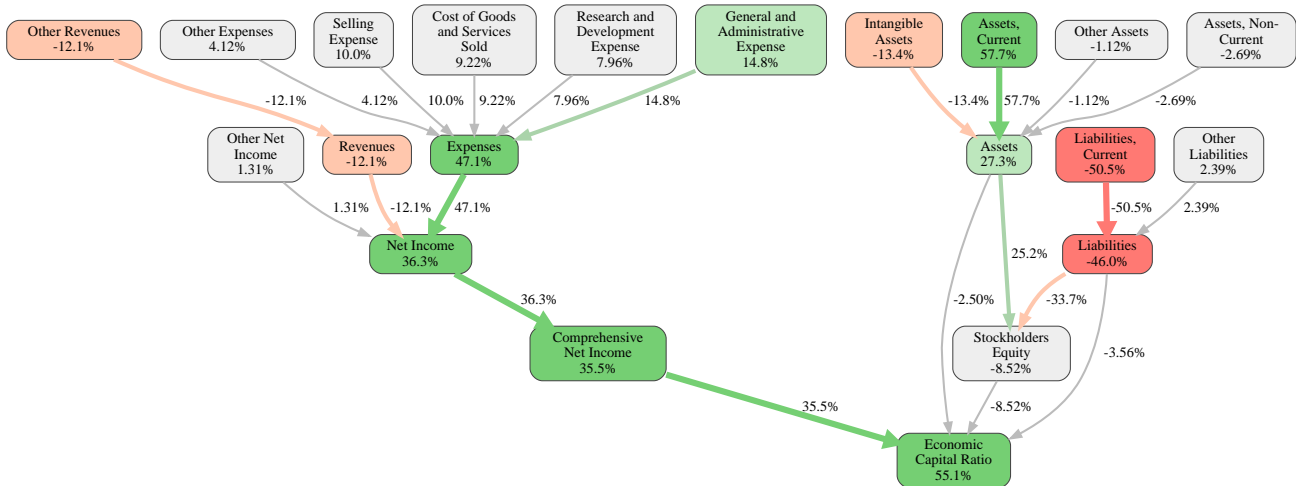 Other Revenues
-12.1%
Other Expenses
4.12%
Selling
Expense
10.0%
Cost of Goods
and Services
Sold
9.22%
Research and
Development
Expense
7.96%
General and
Administrative
Expense
14.8%
Intangible
Assets
-13.4%
Assets,
Current
57.7%
Other Assets
-1.12%
Assets, Non-
Current
-2.69%
-12.1%
4.12%
10.0%
9.22%
7.96%
14.8%
-13.4%
57.7%
-1.12%
-2.69%
Other Net
Income
1.31%
Revenues
-12.1%
Expenses
47.1%
Assets
27.3%
Liabilities,
Current
-50.5%
Other
Liabilities
2.39%
1.31%
-12.1%
47.1%
-50.5%
2.39%
Net Income
36.3%
25.2%
Liabilities
-46.0%
36.3%
-2.50%
-33.7%
Comprehensive
Net Income
35.5%
Stockholders
Equity
-8.52%
-3.56%
35.5%
-8.52%
Economic
Capital Ratio
55.1%